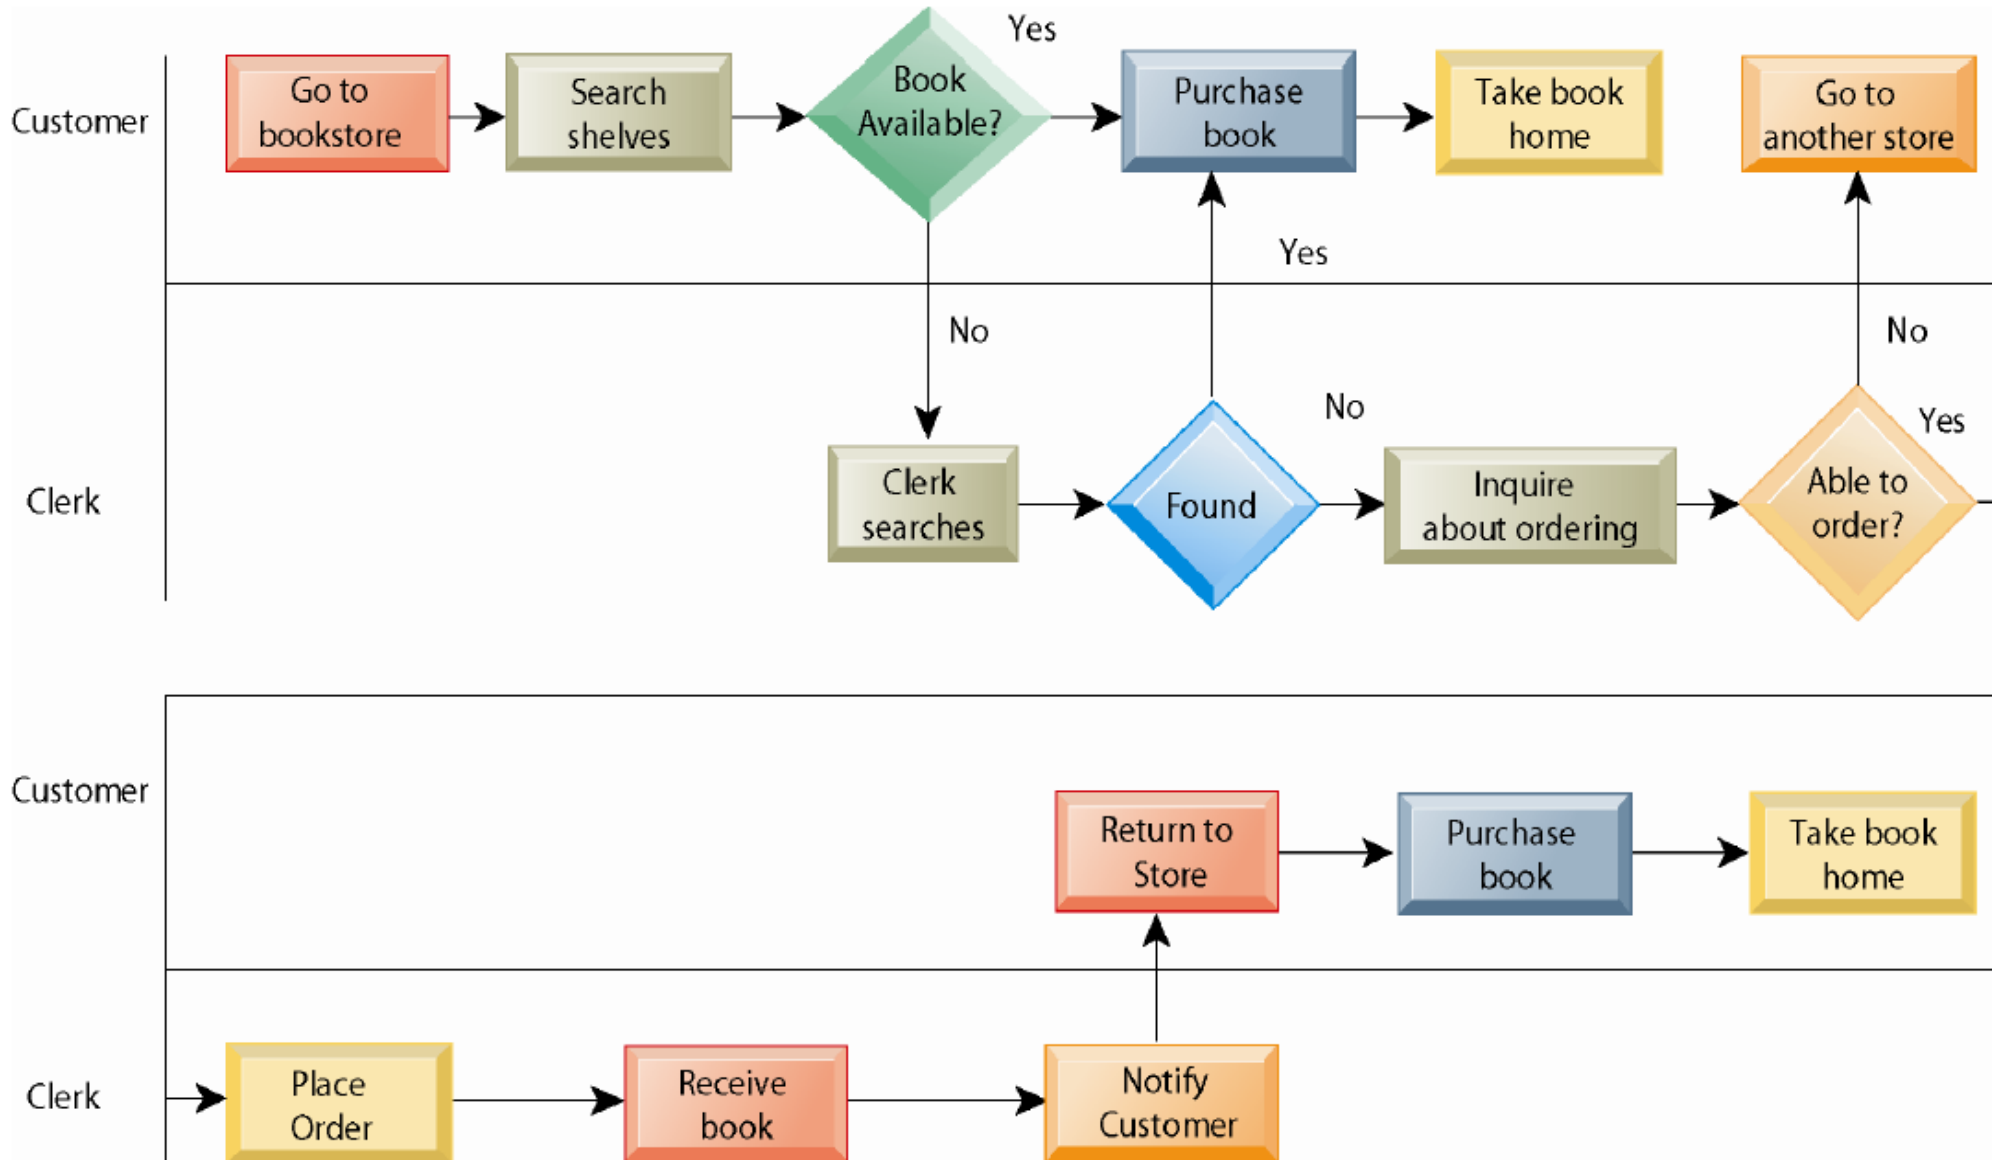 Customer
Go to
bookstore
Search
shelves
Book
Available?
Yes
Purchase
book
Take book
home
Go to
another store
Yes
No
No
Clerk
Clerk
searches
Found
No
Inquire
about ordering
Able to
order?
Yes
Customer
Return to
Store
Purchase
book
Take book
home
Clerk
Place
Order
Receive
book
Notify
Customer